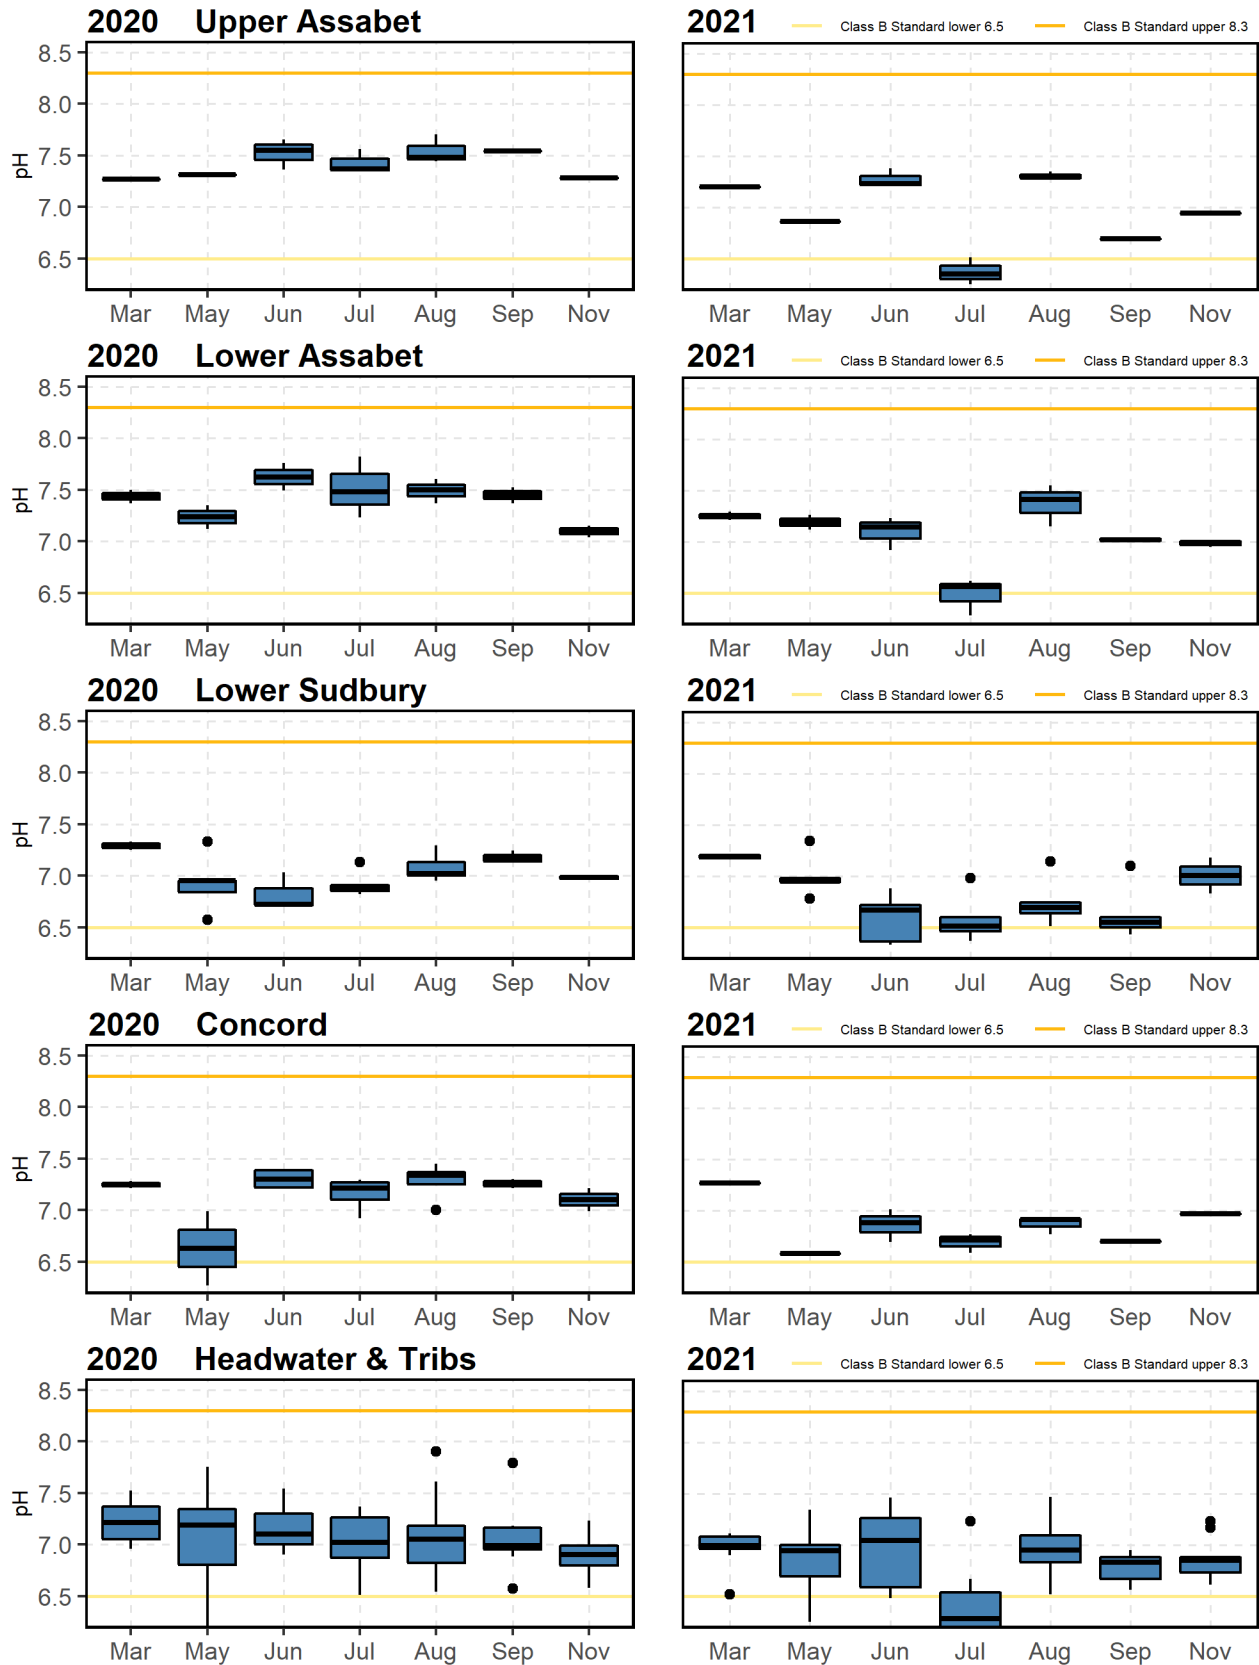 2020 Upper Assabet 2021 Class B Standard lower 6.5 Class B Standard upper 8.3
pH
8.5
8.0
7.5
7.0
6.5
Mar May Jun Jul Aug Sep Nov Mar May Jun Jul Aug Sep Nov
2020 Lower Assabet 2021 Class B Standard lower 6.5 Class B Standard upper 8.3
pH
8.5
8.0
7.5
7.0
6.5
Mar May Jun Jul Aug Sep Nov Mar May Jun Jul Aug Sep Nov
2020 Lower Sudbury 2021 Class B Standard lower 6.5 Class B Standard upper 8.3
pH
8.5
8.0
7.5
7.0
6.5
Mar May Jun Jul Aug Sep Nov Mar May Jun Jul Aug Sep Nov
2020 Concord 2021 Class B Standard lower 6.5 Class B Standard upper 8.3
pH
8.5
8.0
7.5
7.0
6.5
Mar May Jun Jul Aug Sep Nov Mar May Jun Jul Aug Sep Nov
2020 Headwater & Tribs 2021 Class B Standard lower 6.5 Class B Standard upper 8.3
pH
8.5
8.0
7.5
7.0
6.5
Mar May Jun Jul Aug Sep Nov Mar May Jun Jul Aug Sep Nov